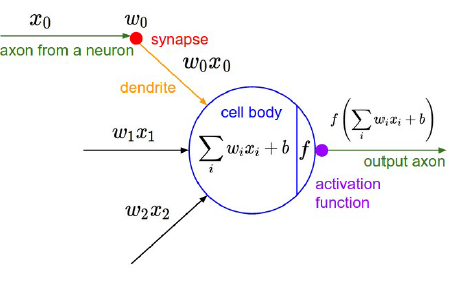 x₀ w₀
synapse
axon from a neuron
w₀x₀
dendrite
cell body
f(∑ᵢ wᵢxᵢ + b)
w₁x₁
∑ᵢ wᵢxᵢ + b f
output axon
activation
function
w₂x₂